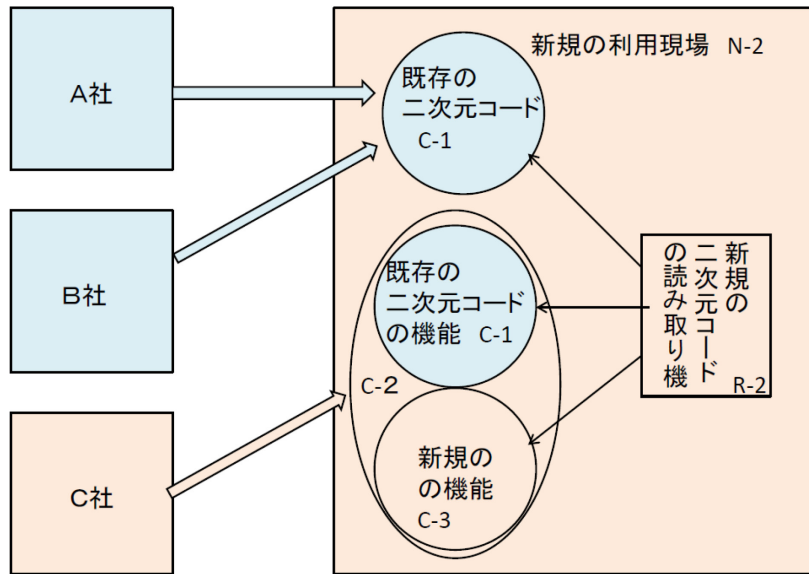 A社
B社
C社
新規の利用現場 N-2
既存の
二次元コード
C-1
既存の
二次元コード
の機能 C-1
C-2
新規の
の機能
C-3
新規の
二次元コード
の読み取り機
R-2